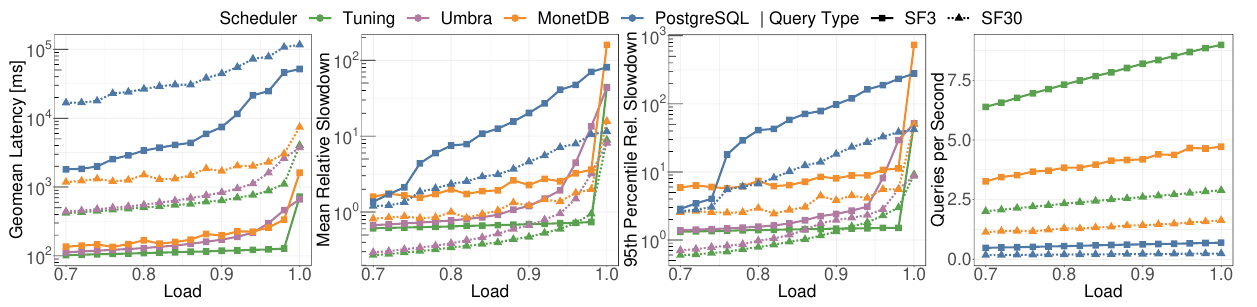 Scheduler Tuning Umbra MonetDB PostgreSQL | Query Type SF3 SF30
Geomean Latency [ms]
10^5
10^4
10^3
10^2
0.7 0.8 0.9 1.0
Load
Mean Relative Slowdown
10^2
10^1
10^0
0.7 0.8 0.9 1.0
Load
95th Percentile Rel. Slowdown
10^3
10^2
10^1
10^0
0.7 0.8 0.9 1.0
Load
Queries per Second
7.5
5.0
2.5
0.0
0.7 0.8 0.9 1.0
Load